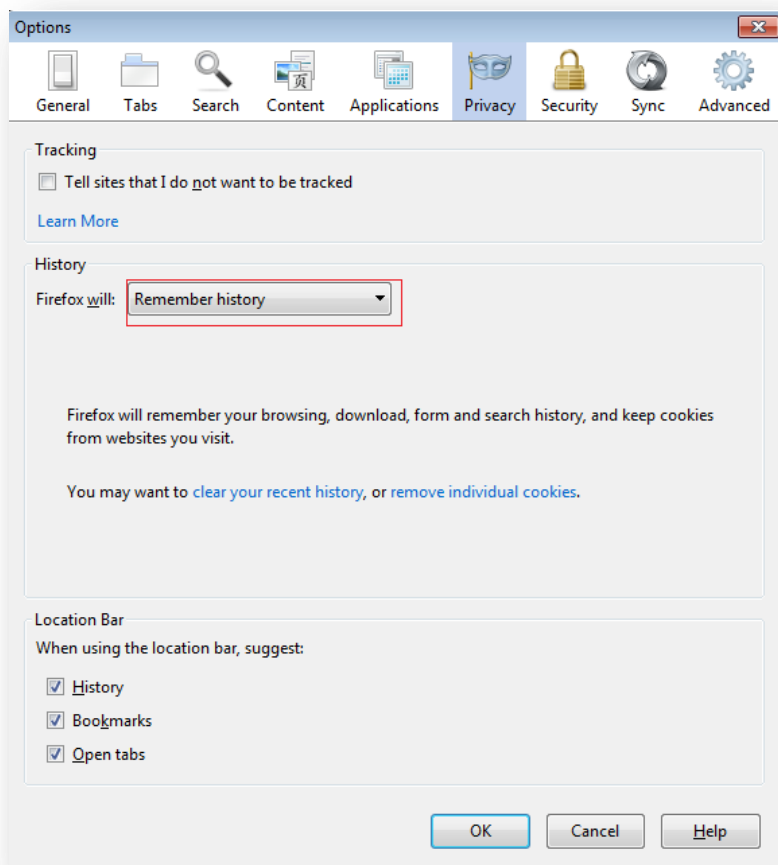 Options
General Tabs Search Content Applications Privacy Security Sync Advanced
页
Tracking
Tell sites that I do not want to be tracked
Learn More
History
Firefox will: Remember history
Firefox will remember your browsing, download, form and search history, and keep cookies
from websites you visit.
You may want to clear your recent history, or remove individual cookies.
Location Bar
When using the location bar, suggest:
History
Bookmarks
Open tabs
OK Cancel Help